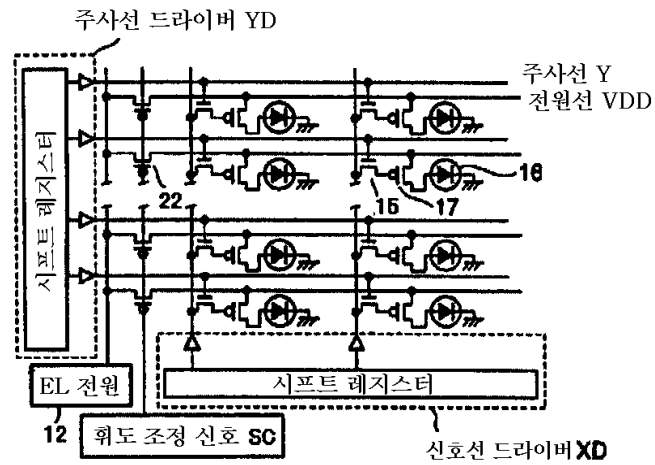 주사선 드라이버 YD
주사선 Y
전원선 VDD
시프트 레지스터
22
15
17
16
EL 전원
12
시프트 레지스터
휘도 조정 신호 SC
신호선 드라이버 XD